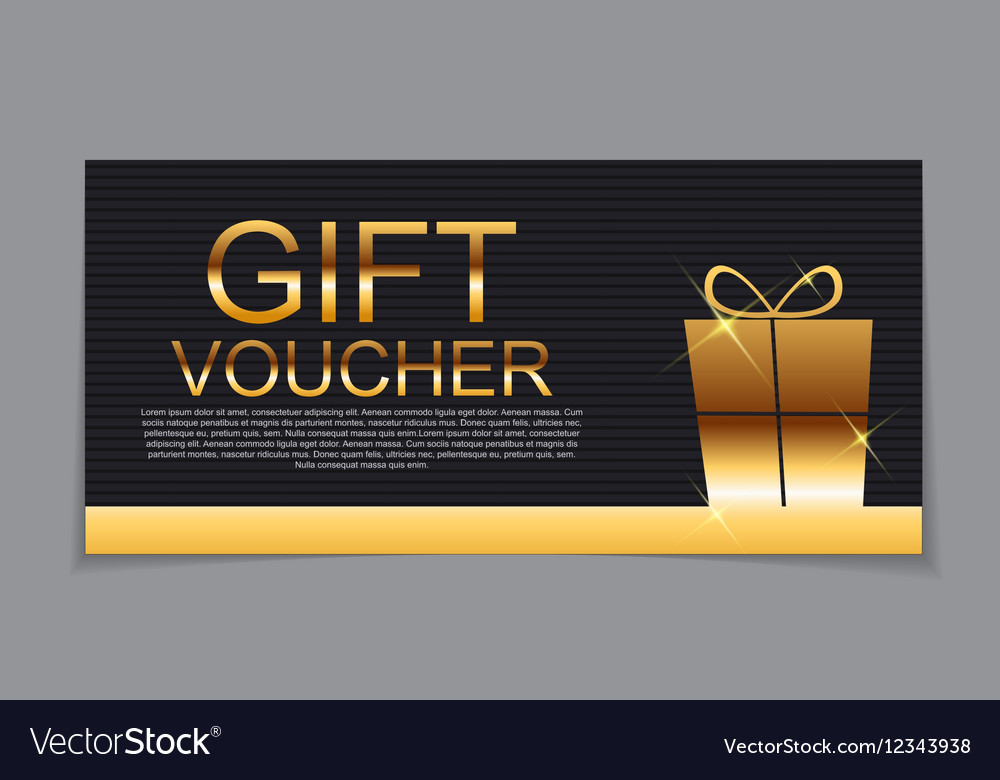 GIFT
VOUCHER
Lorem ipsum dolor sit amet, consectetuer adipiscing elit. Aenean commodo ligula eget dolor. Aenean massa. Cum
sociis natoque penatibus et magnis dis parturient montes, nascetur ridiculus mus. Donec quam felis, ultricies nec,
pellentesque eu, pretium quis, sem. Nulla consequat massa quis enim.Lorem ipsum dolor sit amet, consectetuer
adipiscing elit. Aenean commodo ligula eget dolor. Aenean massa. Cum sociis natoque penatibus et magnis dis
parturient montes, nascetur ridiculus mus. Donec quam felis, ultricies nec, pellentesque eu, pretium quis, sem.
Nulla consequat massa quis enim.
VectorStock®
VectorStock.com/12343938